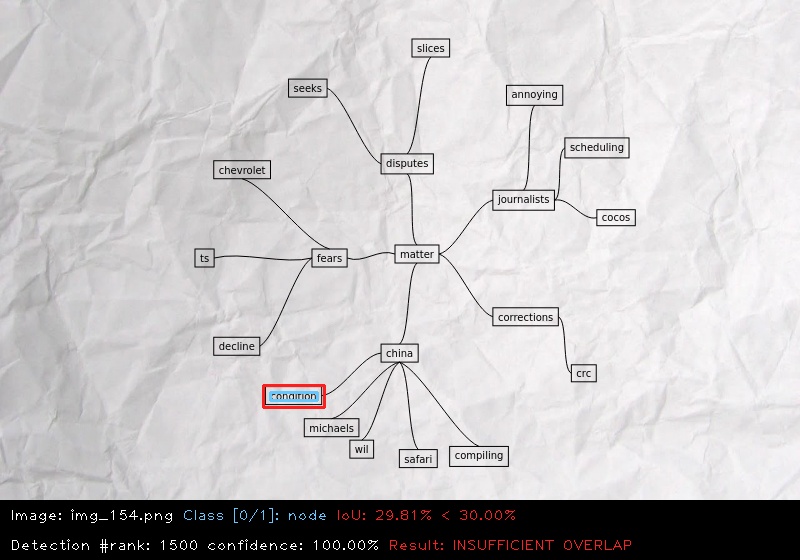 slices
seeks
annoying
scheduling
disputes
chevrolet
journalists
cocos
matter
ts
fears
corrections
decline
china
crc
condition
michaels
wil
safari
compiling
Image: img_154.png Class [0/1]: node IoU: 29.81% < 30.00%
Detection #rank: 1500 confidence: 100.00% Result: INSUFFICIENT OVERLAP